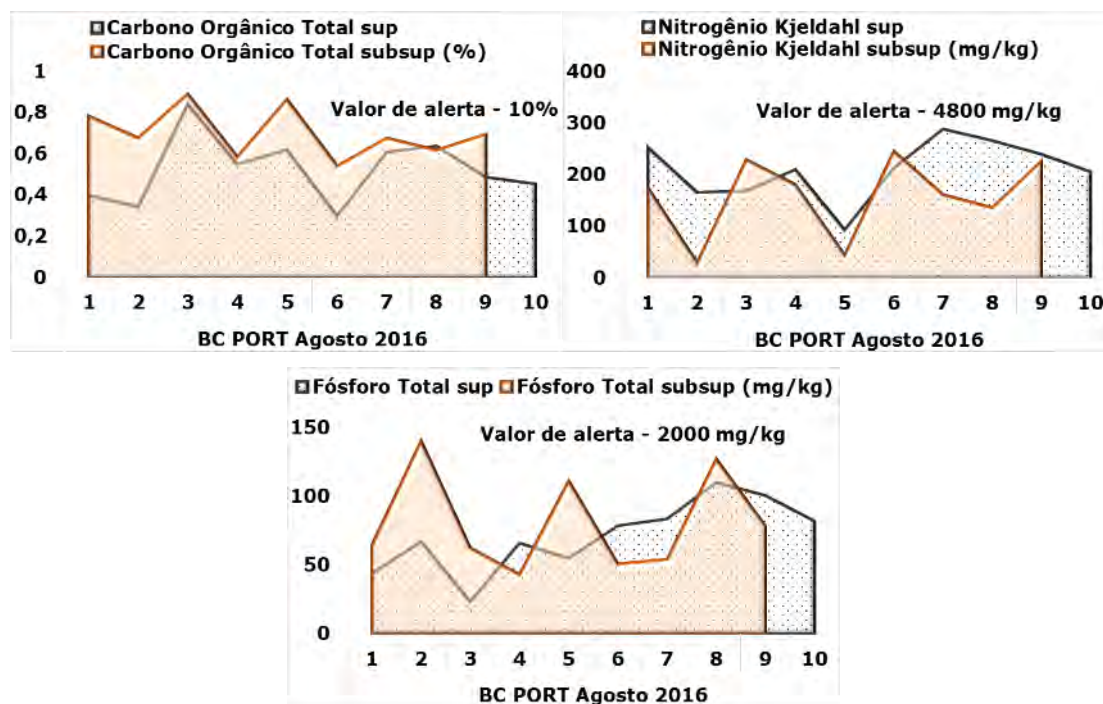 Carbono Orgânico Total sup
Carbono Orgânico Total subsup (%)
1
Valor de alerta - 10%
0,8
0,6
0,4
0,2
0
1 2 3 4 5 6 7 8 9 10
BC PORT Agosto 2016
Nitrogênio Kjeldahl sup
Nitrogênio Kjeldahl subsup (mg/kg)
400
Valor de alerta - 4800 mg/kg
300
200
100
0
1 2 3 4 5 6 7 8 9 10
BC PORT Agosto 2016
Fósforo Total sup Fósforo Total subsup (mg/kg)
150
Valor de alerta - 2000 mg/kg
100
50
0
1 2 3 4 5 6 7 8 9 10
BC PORT Agosto 2016